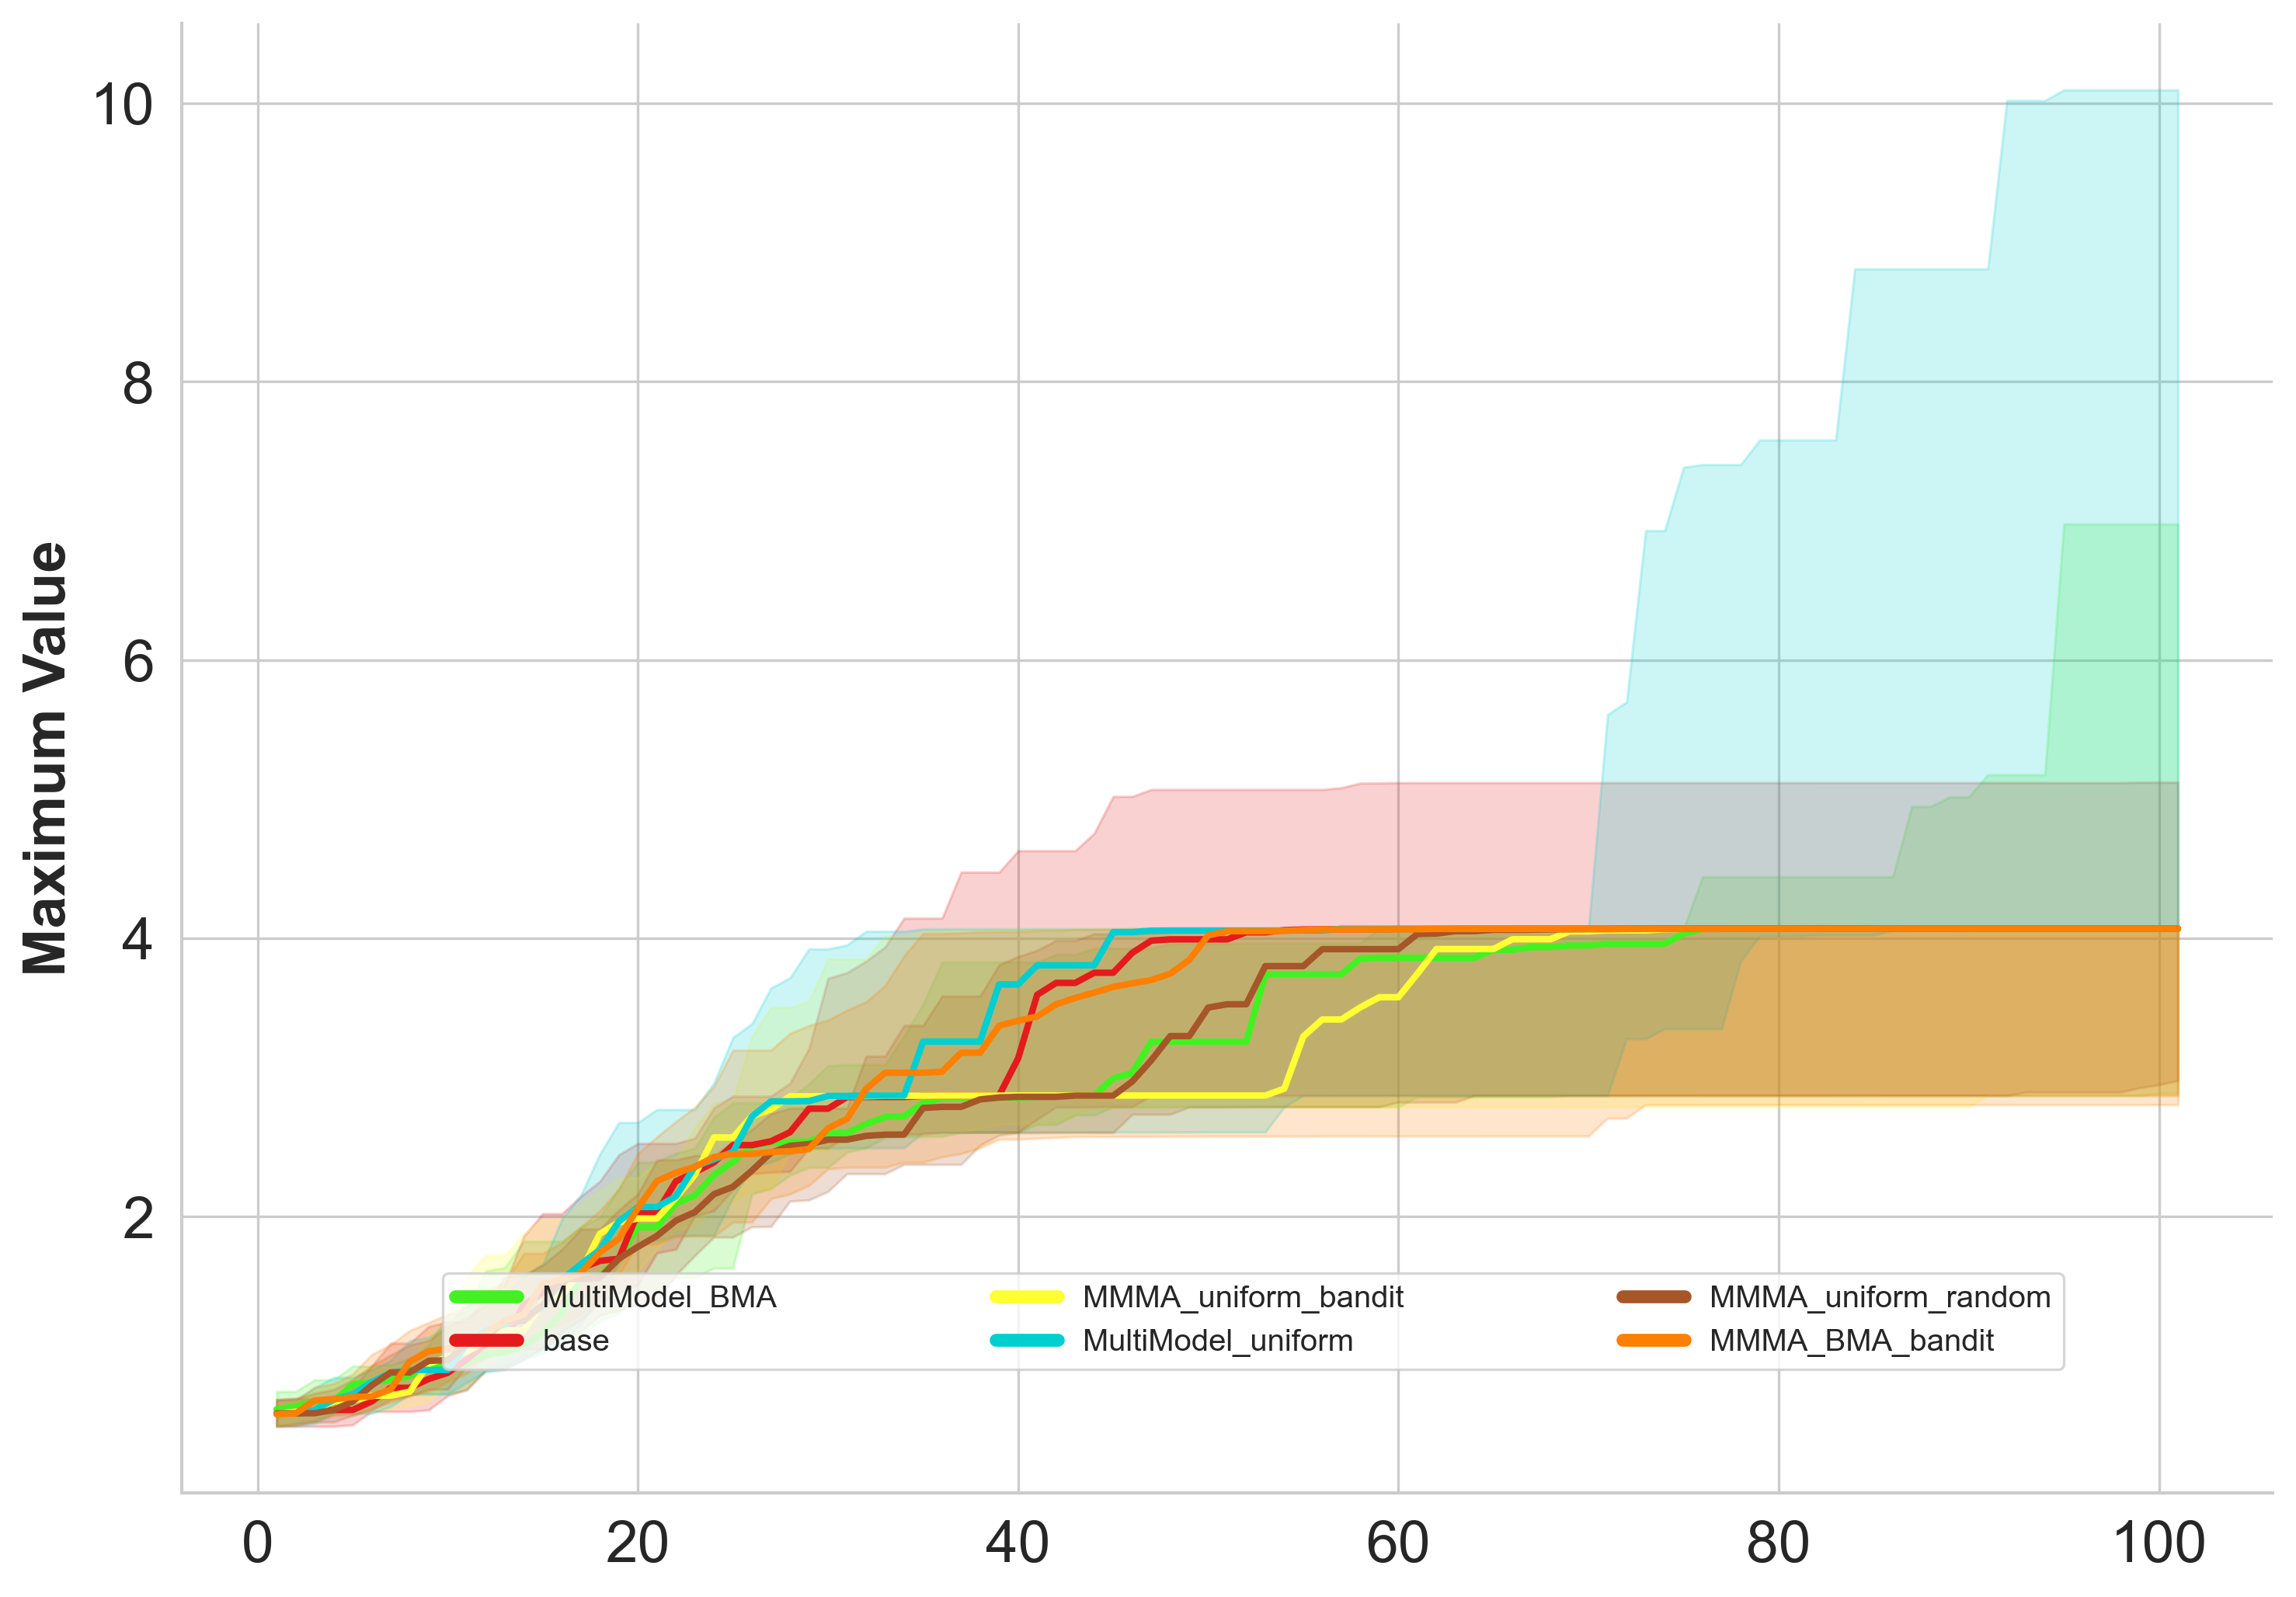 Maximum Value
10
8
6
4
2
MultiModel_BMA
base
MMMA_uniform_bandit
MultiModel_uniform
MMMA_uniform_random
MMMA_BMA_bandit
0 20 40 60 80 100